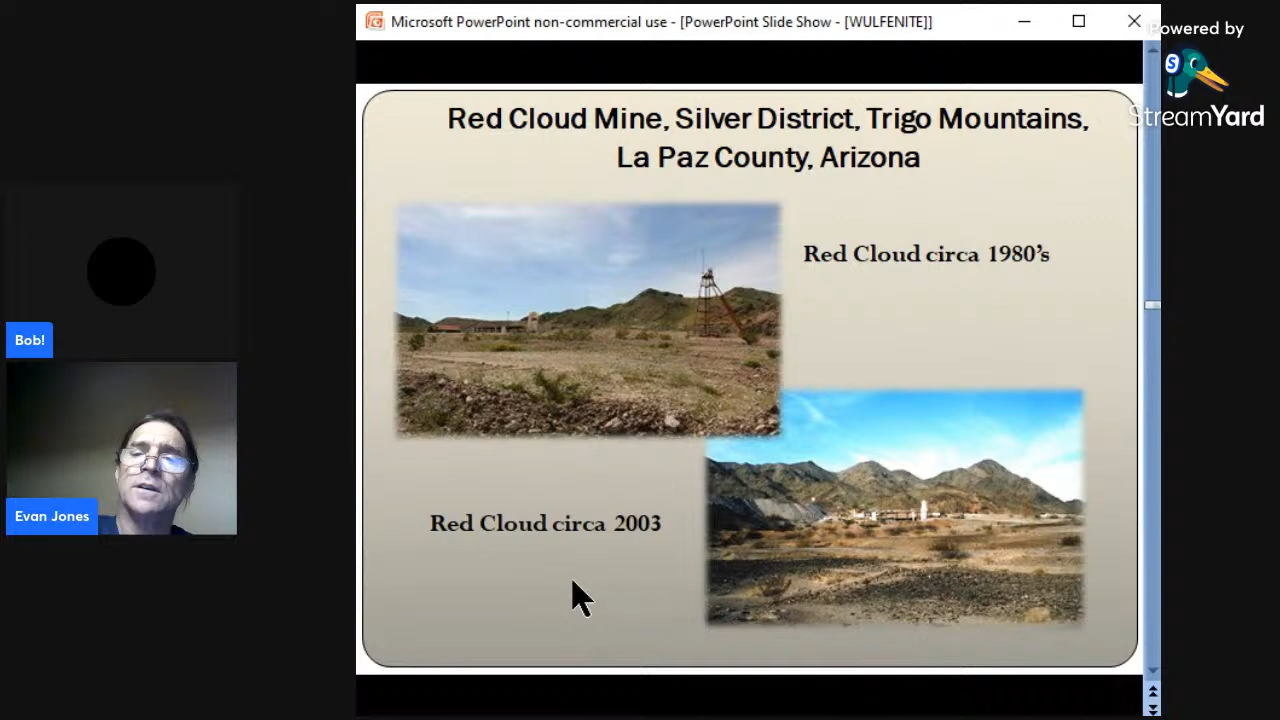 Microsoft PowerPoint non-commercial use - [PowerPoint Slide Show - [WULFENITE]]
Powered by
S
StreamYard
Red Cloud Mine, Silver District, Trigo Mountains,
La Paz County, Arizona
Red Cloud circa 1980’s
Bob!
Evan Jones
Red Cloud circa 2003